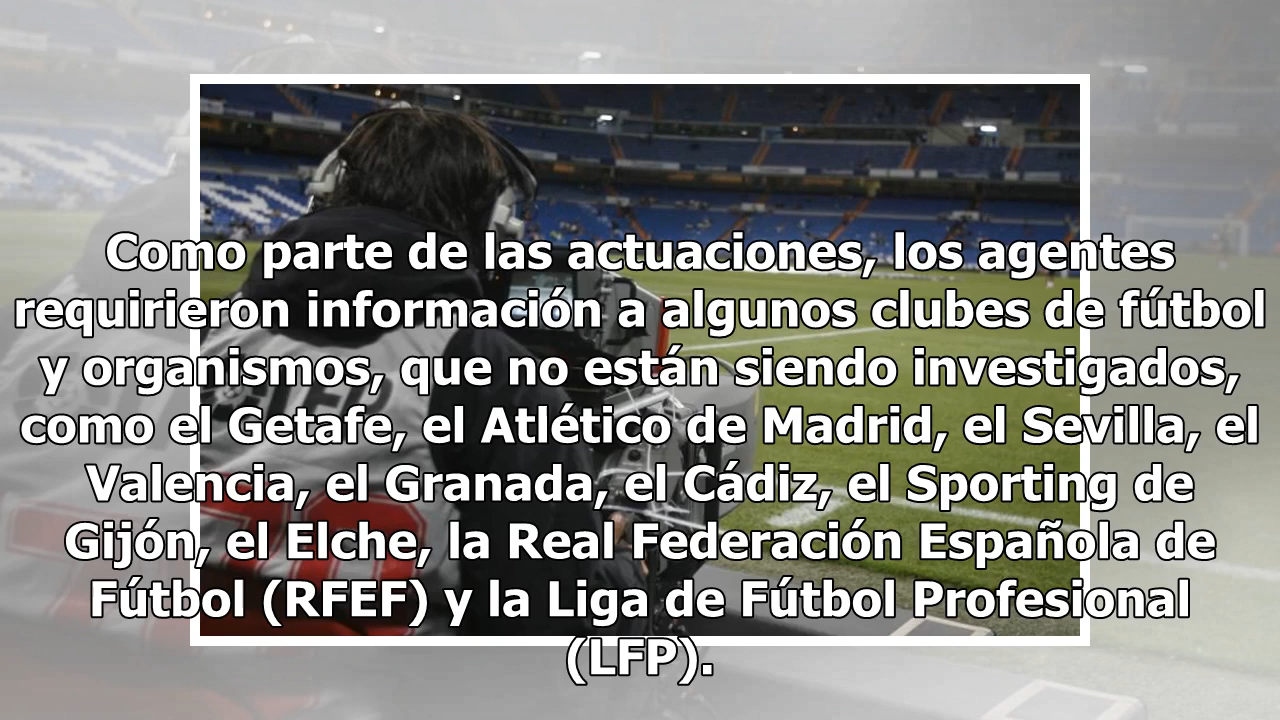 Como parte de las actuaciones, los agentes
requirieron información a algunos clubes de fútbol
y organismos, que no están siendo investigados,
como el Getafe, el Atlético de Madrid, el Sevilla, el
Valencia, el Granada, el Cádiz, el Sporting de
Gijón, el Elche, la Real Federación Española de
Fútbol (RFEF) y la Liga de Fútbol Profesional
(LFP).